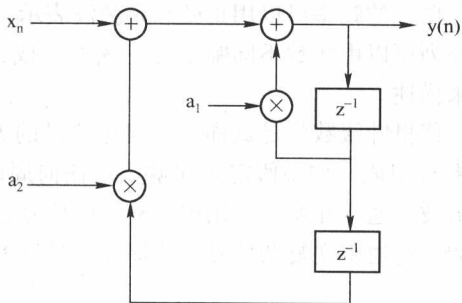 xn + + y(n)
a1 × z⁻¹
a2 ×
z⁻¹